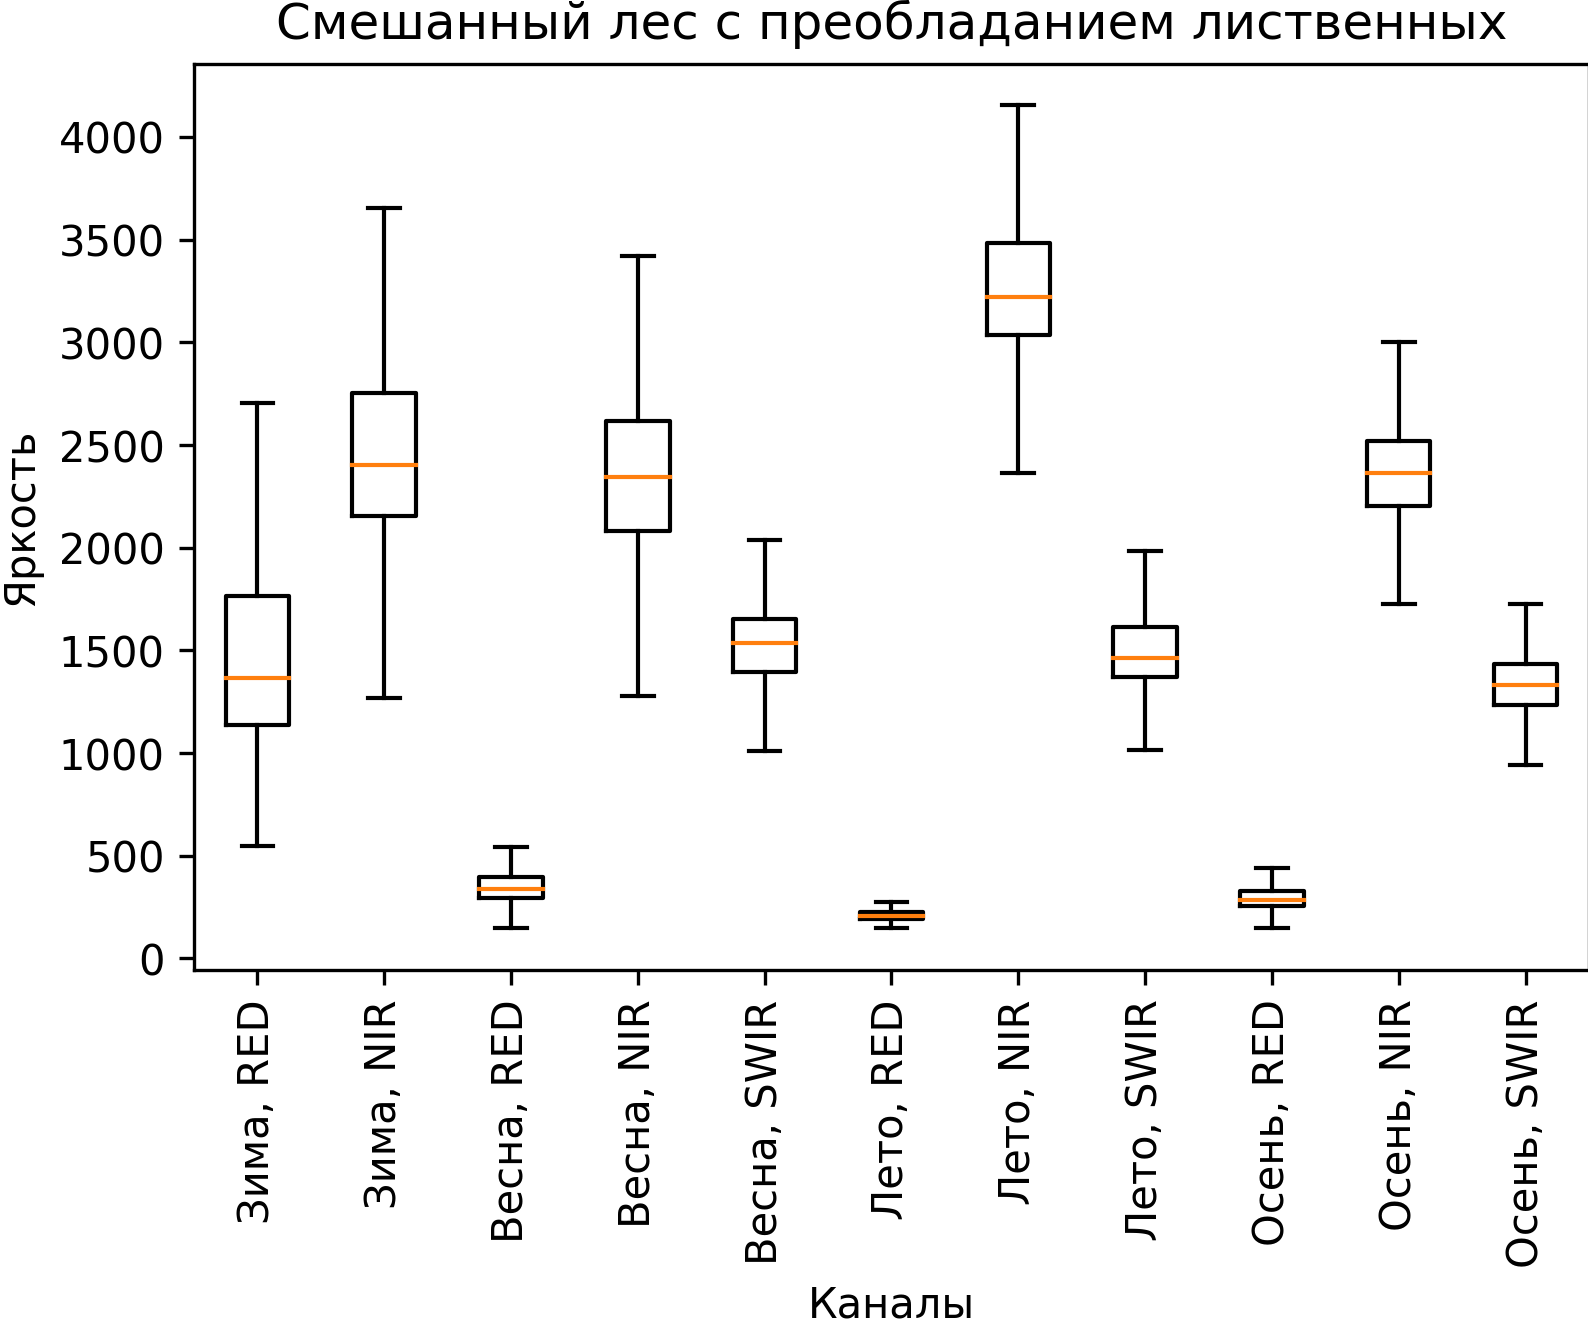 Смешанный лес с преобладанием лиственных
Яркость
4000
3500
3000
2500
2000
1500
1000
500
0
Зима, RED
Зима, NIR
Весна, RED
Весна, NIR
Весна, SWIR
Лето, RED
Лето, NIR
Лето, SWIR
Осень, RED
Осень, NIR
Осень, SWIR
Каналы